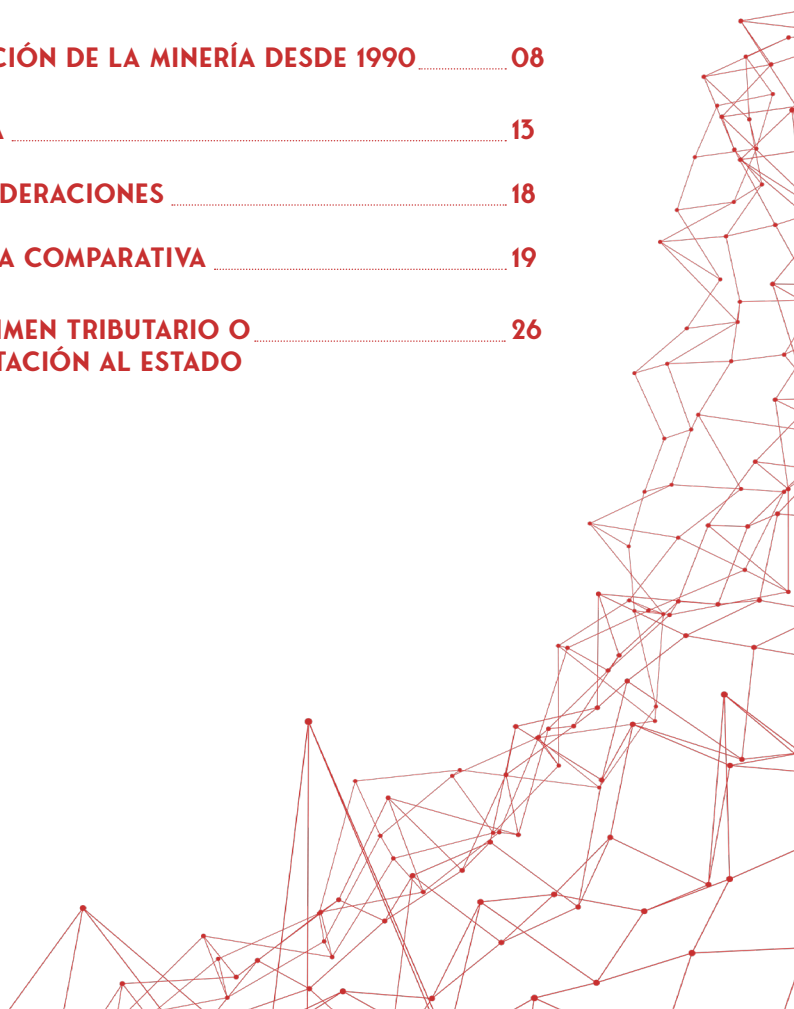 CIÓN DE LA MINERÍA DESDE 1990 08
A 13
DERACIONES 18
A COMPARATIVA 19
IMEN TRIBUTARIO O 26
TACIÓN AL ESTADO